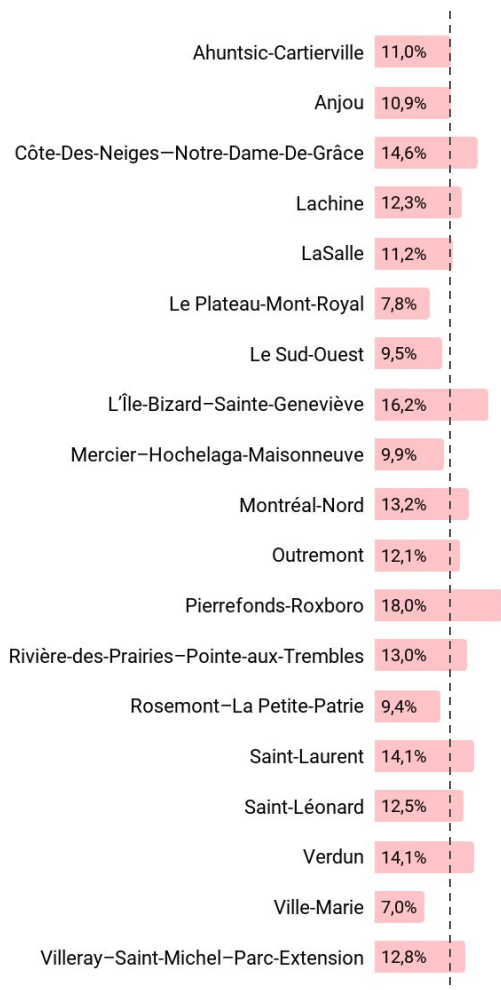 Ahuntsic-Cartierville 11,0%
Anjou 10,9%
Côte-Des-Neiges—Notre-Dame-De-Grâce 14,6%
Lachine 12,3%
LaSalle 11,2%
Le Plateau-Mont-Royal 7,8%
Le Sud-Ouest 9,5%
L’Île-Bizard–Sainte-Geneviève 16,2%
Mercier–Hochelaga-Maisonneuve 9,9%
Montréal-Nord 13,2%
Outremont 12,1%
Pierrefonds-Roxboro 18,0%
Rivière-des-Prairies–Pointe-aux-Trembles 13,0%
Rosemont–La Petite-Patrie 9,4%
Saint-Laurent 14,1%
Saint-Léonard 12,5%
Verdun 14,1%
Ville-Marie 7,0%
Villeray–Saint-Michel–Parc-Extension 12,8%